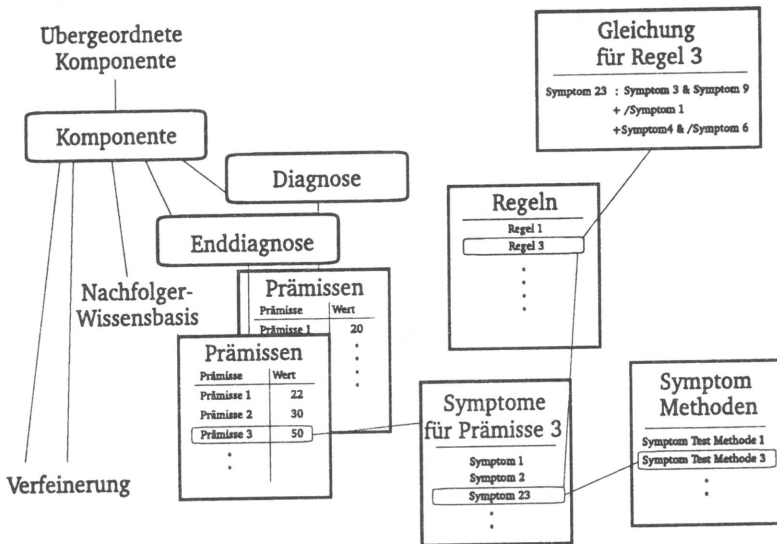 Übergeordnete
Komponente
Komponente
Diagnose
Enddiagnose
Nachfolger-
Wissensbasis
Verfeinerung
Prämissen
Prämisse Wert
Prämisse 1 20
Prämissen
Prämisse Wert
Prämisse 1 22
Prämisse 2 30
Prämisse 3 50
Gleichung
für Regel 3
Symptom 23 : Symptom 3 & Symptom 9
+ /Symptom 1
+Symptom4 & /Symptom 6
Regeln
Regel 1
Regel 3
Symptome
für Prämisse 3
Symptom 1
Symptom 2
Symptom 23
Symptom
Methoden
Symptom Test Methode 1
Symptom Test Methode 3